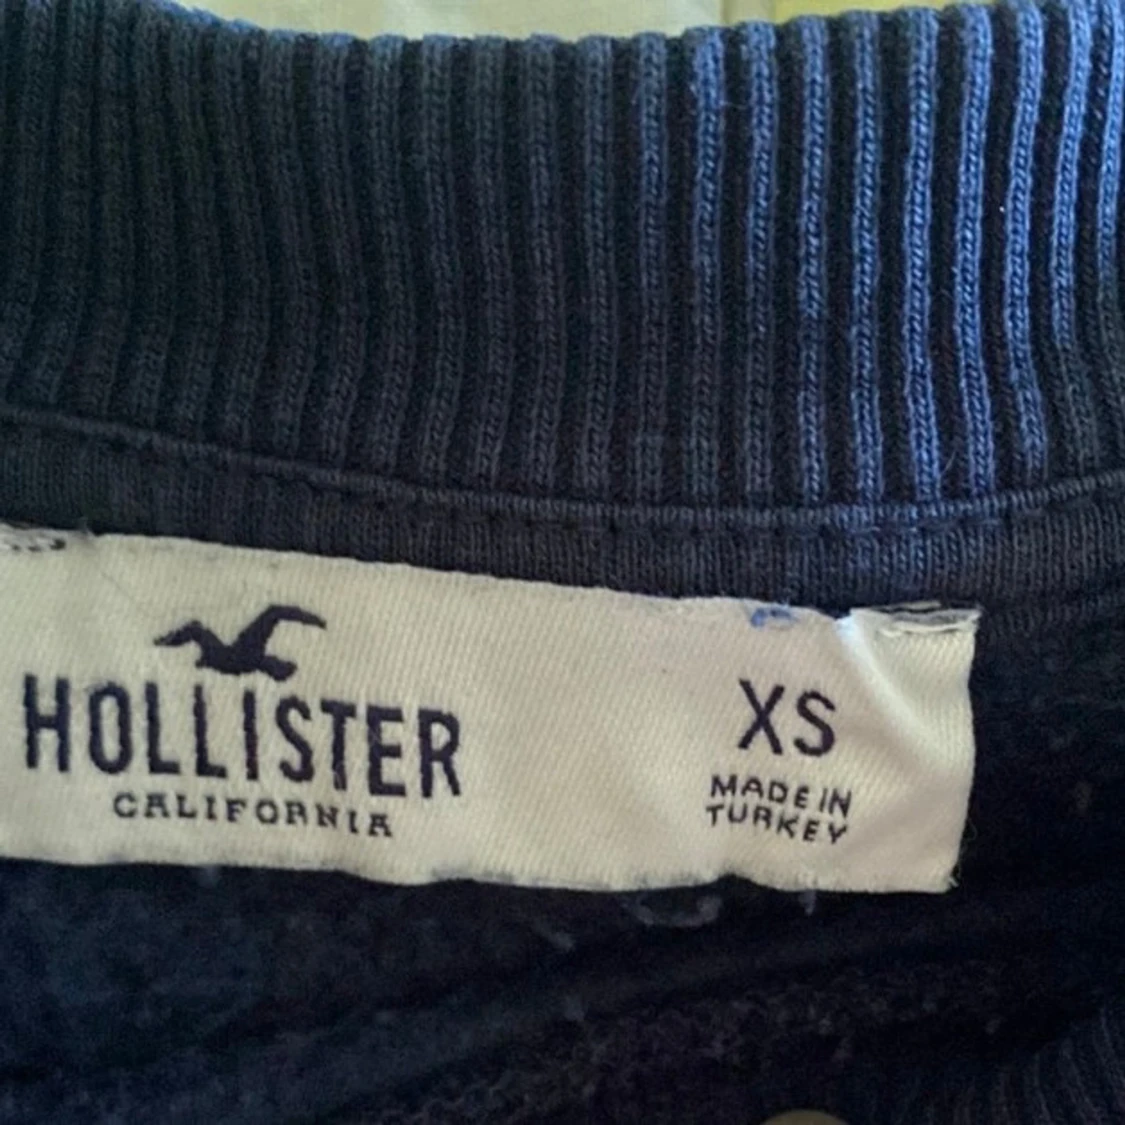 HOLLISTER
CALIFORNIA
XS
MADE IN
TURKEY